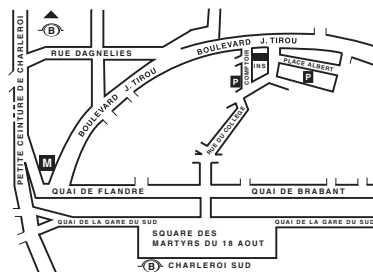 B
RUE DAGNELIES
BOULEVARD J. TIROU
BOULEVARD J. TIROU
PETITE CEINTURE DE CHARLEROI
COMPTOIR
INS
PLACE ALBERT
P
P
RUE DU COLLEGE
M
QUAI DE FLANDRE
QUAI DE BRABANT
QUAI DE LA GARE DU SUD
QUAI DE LA GARE DU SUD
SQUARE DES
MARTYRS DU 18 AOUT
B CHARLEROI SUD